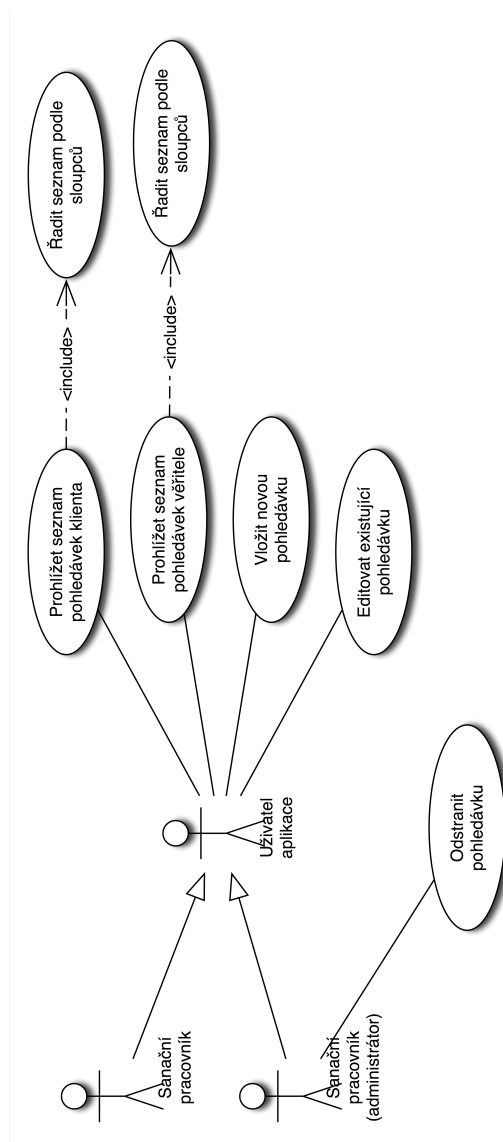 Řadit seznam podle
sloupců
Řadit seznam podle
sloupců
<include>
<include>
Prohlížet seznam
pohledávek klienta
Prohlížet seznam
pohledávek věřitele
Vložit novou
pohledávku
Editovat existující
pohledávku
Uživatel
aplikace
Odstranit
pohledávku
Sanační
pracovník
Sanační
pracovník
(administrátor)